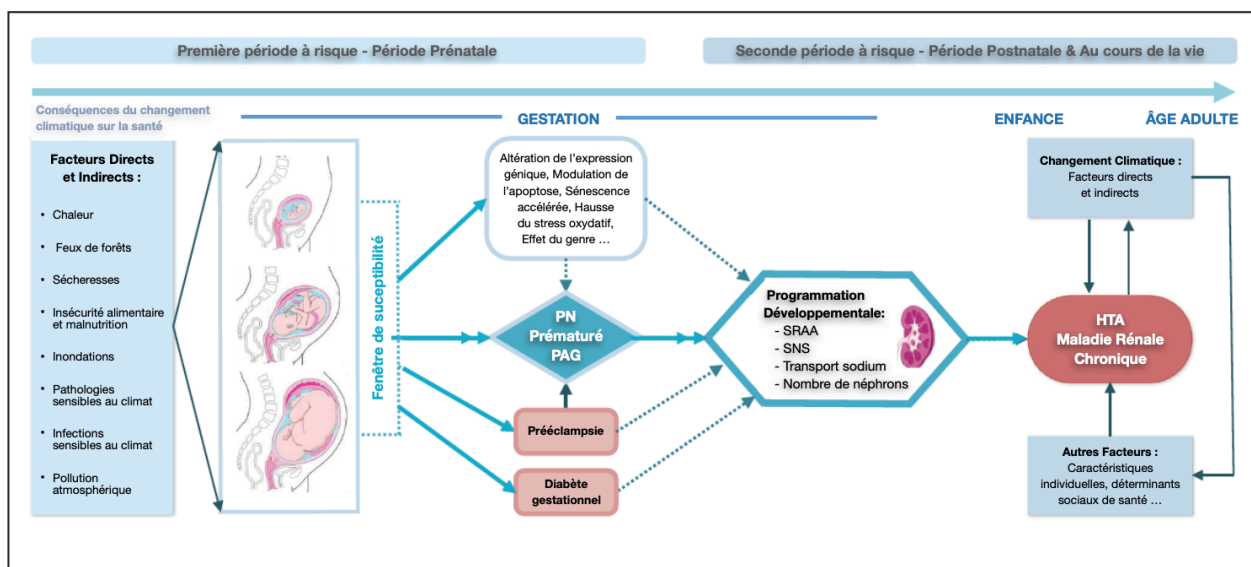 Première période à risque - Période Prénatale
Seconde période à risque - Période Postnatale & Au cours de la vie
Conséquences du changement
climatique sur la santé
GESTATION
ENFANCE
ÂGE ADULTE
Facteurs Directs
et Indirects :
• Chaleur
• Feux de forêts
• Sécheresses
• Insécurité alimentaire
et malnutrition
• Inondations
• Pathologies
sensibles au climat
• Infections
sensibles au climat
• Pollution
atmosphérique
Fenêtre de suceptibilité
Altération de l'expression
génique, Modulation de
l'apoptose, Sénescence
accélérée, Hausse
du stress oxydatif,
Effet du genre ...
PN
Prématuré
PAG
Prééclampsie
Diabète
gestationnel
Programmation
Développementale:
- SRAA
- SNS
- Transport sodium
- Nombre de néphrons
Changement Climatique :
Facteurs directs
et indirects
HTA
Maladie Rénale
Chronique
Autres Facteurs :
Caractéristiques
individuelles, déterminants
sociaux de santé ...